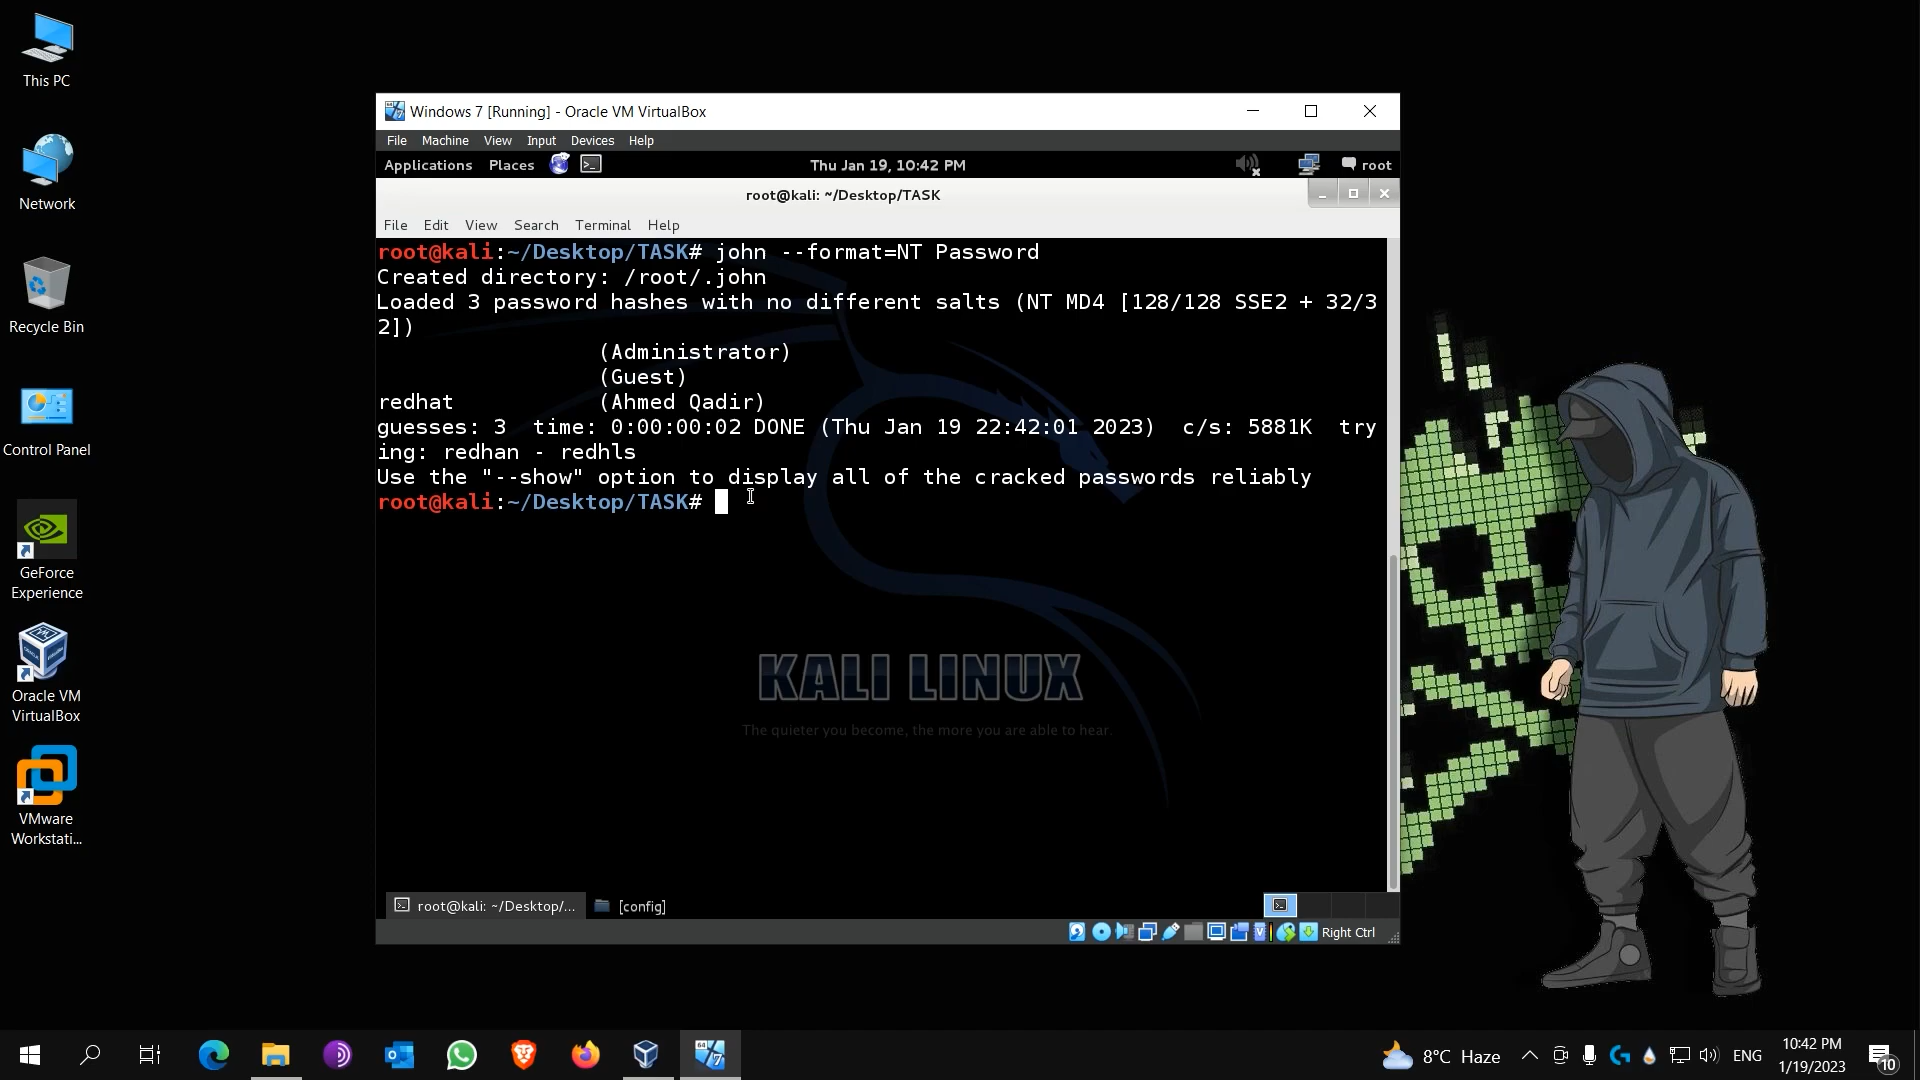 This PC
Network
Recycle Bin
Control Panel
GeForce
Experience
Oracle VM
VirtualBox
VMware
Workstati...
Windows 7 [Running] - Oracle VM VirtualBox
File Machine View Input Devices Help
Applications Places Thu Jan 19, 10:42 PM root
root@kali: ~/Desktop/TASK
File Edit View Search Terminal Help
root@kali:~/Desktop/TASK# john --format=NT Password
Created directory: /root/.john
Loaded 3 password hashes with no different salts (NT MD4 [128/128 SSE2 + 32/3
2])
(Administrator)
(Guest)
redhat (Ahmed Qadir)
guesses: 3 time: 0:00:00:02 DONE (Thu Jan 19 22:42:01 2023) c/s: 5881K try
ing: redhan - redhls
Use the "--show" option to display all of the cracked passwords reliably
root@kali:~/Desktop/TASK#
KALI LINUX
The quieter you become, the more you are able to hear.
root@kali: ~/Desktop/... [config]
Right Ctrl
8°C Haze ENG 10:42 PM
1/19/2023
10